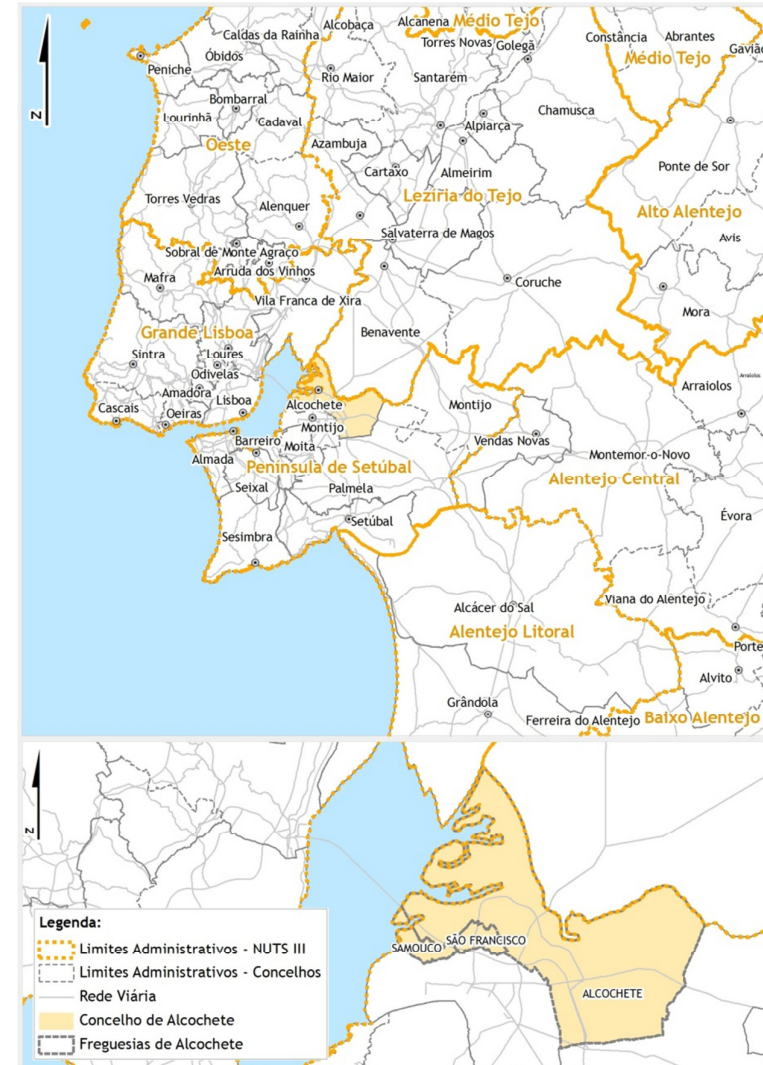 Caldas da Rainha
Alcobaça
Alcanena
Médio Tejo
Torres Novas
Golegã
Constância
Abrantes
Médio Tejo
Gavião
Peniche
Óbidos
Rio Maior
Santarém
Chamusca
Bombarral
Lourinhã
Cadaval
Oeste
Azambuja
Alpiarça
Cartaxo
Almeirim
Lezíria do Tejo
Ponte de Sor
Alto Alentejo
Avis
Torres Vedras
Alenquer
Salvaterra de Magos
Sobral de Monte Agraço
Mafra
Arruda dos Vinhos
Coruche
Mora
Vila Franca de Xira
Grande Lisboa
Benavente
Sintra
Loures
Odivelas
Amadora
Cascais
Oeiras
Lisboa
Alcochete
Montijo
Montijo
Arraiolos
Arraiolos
Barreiro
Moita
Almada
Península de Setúbal
Vendas Novas
Montemor-o-Novo
Alentejo Central
Seixal
Palmela
Setúbal
Évora
Sesimbra
Alcácer do Sal
Viana do Alentejo
Alentejo Litoral
Porte
Alvito
Grândola
Ferreira do Alentejo
Baixo Alentejo
N
N
SAMOUCO
SÃO FRANCISCO
ALCOCHETE
Legenda:
Limites Administrativos - NUTS III
Limites Administrativos - Concelhos
Rede Viária
Concelho de Alcochete
Freguesias de Alcochete